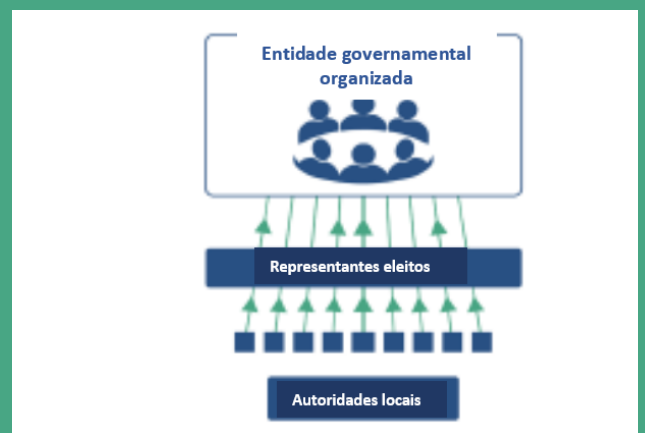 Entidade governamental
organizada
Representantes eleitos
Autoridades locais